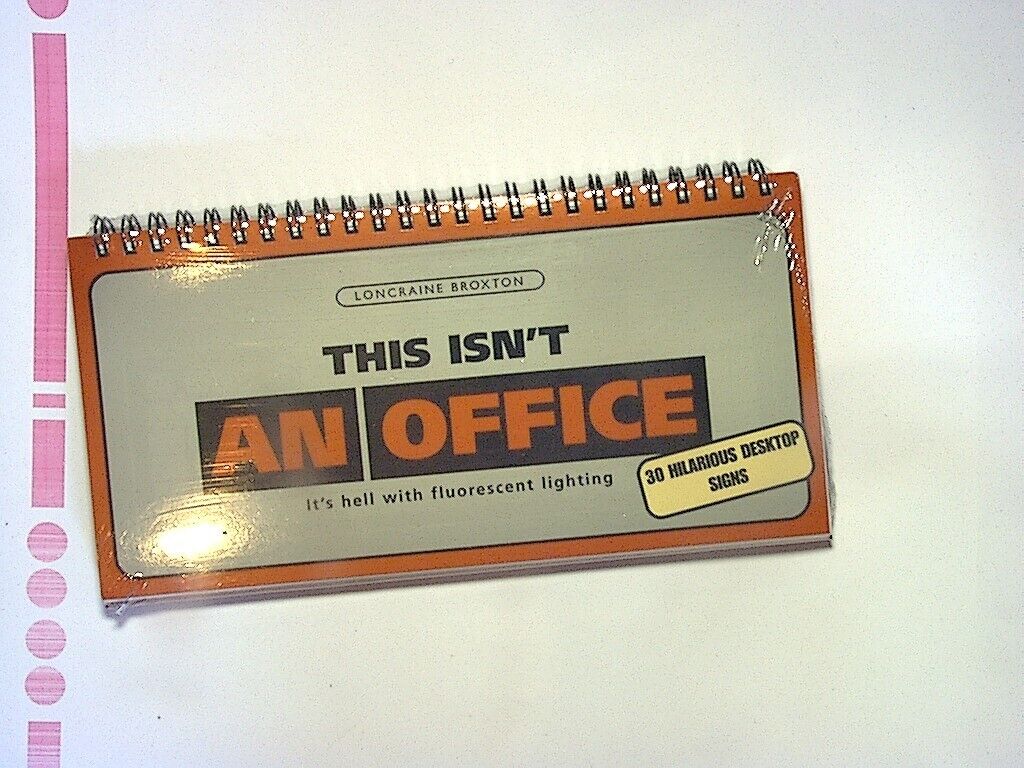 LONCRAINE BROXTON
THIS ISN'T
AN OFFICE
It's hell with fluorescent lighting
30 HILARIOUS DESKTOP
SIGNS